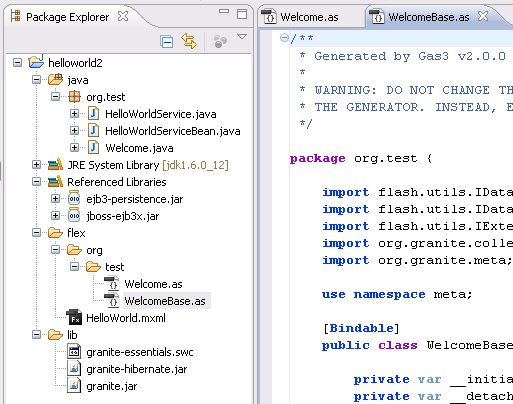 Package Explorer
helloworld2
java
org.test
HelloWorldService.java
HelloWorldServiceBean.java
Welcome.java
JRE System Library [jdk1.6.0_12]
Referenced Libraries
ejb3-persistence.jar
jboss-ejb3x.jar
flex
org
test
Welcome.as
WelcomeBase.as
HelloWorld.mxml
lib
granite-essentials.swc
granite-hibernate.jar
granite.jar
Welcome.as
WelcomeBase.as
/**
* Generated by Gas3 v2.0.0
*
* WARNING: DO NOT CHANGE TH
* THE GENERATOR. INSTEAD, E
*/
package org.test {
import flash.utils.IData
import flash.utils.IData
import flash.utils.IExte
import org.granite.colle
import org.granite.meta;
use namespace meta;
[Bindable]
public class WelcomeBase
private var __initia
private var __detach